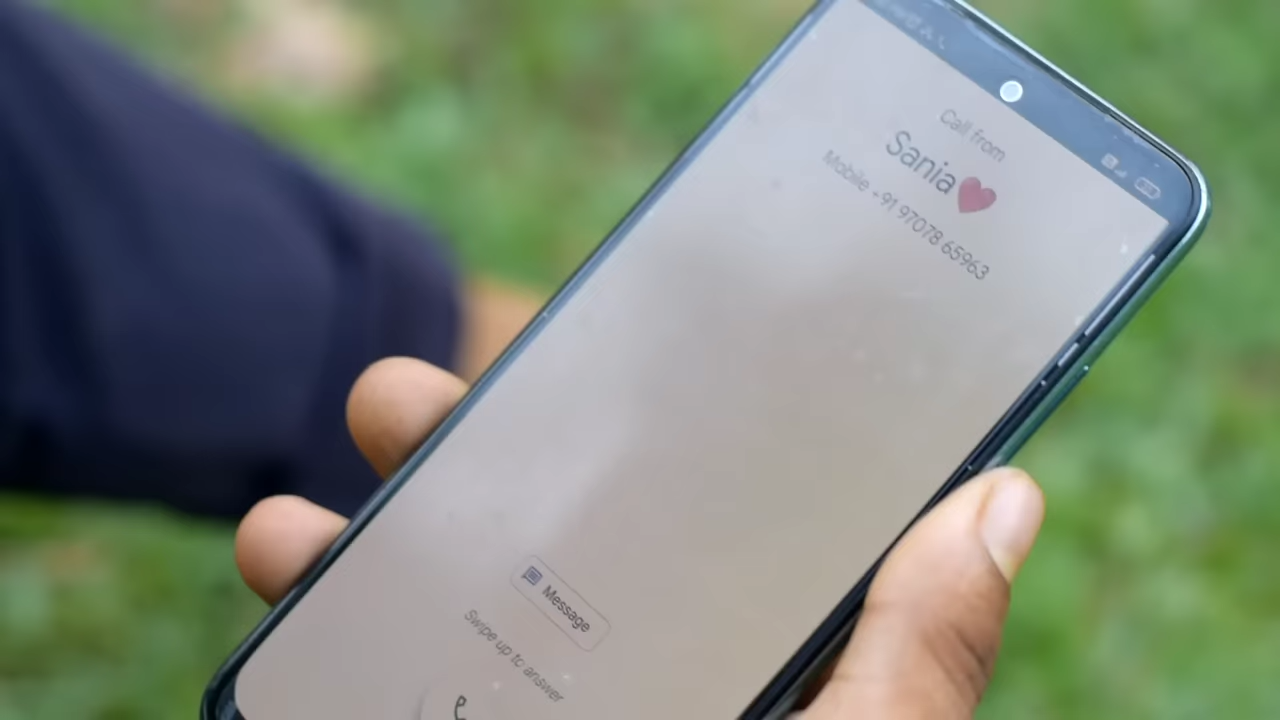 Call from
Sania❤️
Mobile +91 97078 65963
Message
Swipe up to answer